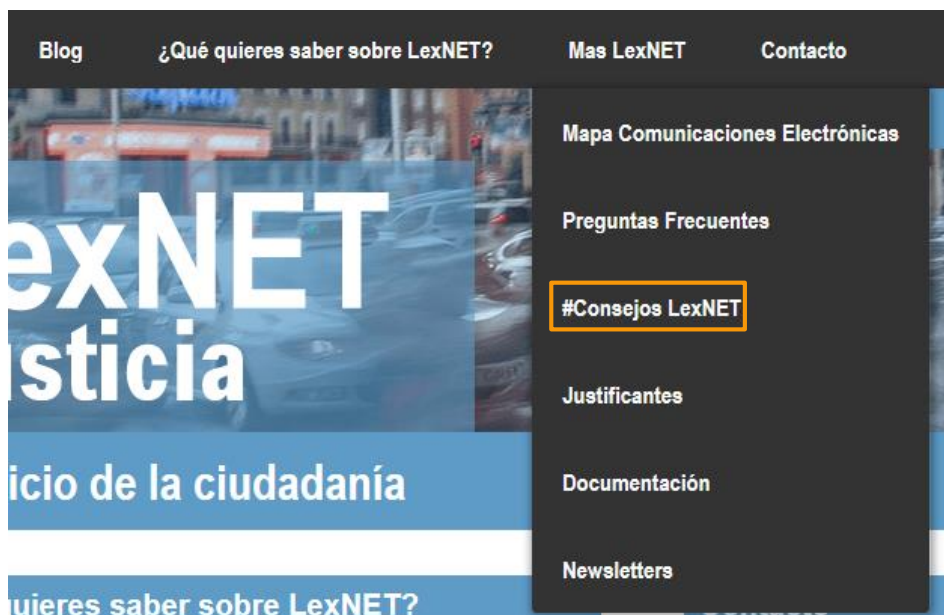 Blog ¿Qué quieres saber sobre LexNET? Mas LexNET Contacto
Mapa Comunicaciones Electrónicas
Preguntas Frecuentes
#Consejos LexNET
Justificantes
Documentación
Newsletters
exNET
usticia
icio de la ciudadanía
uieres saber sobre LexNET?